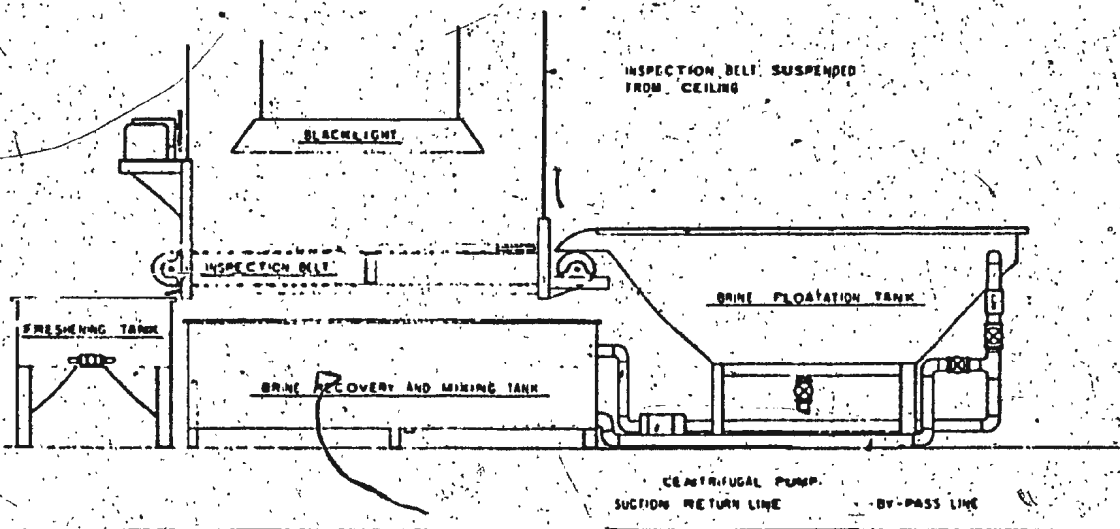 INSPECTION BELT SUSPENDED
FROM CEILING
BLACKLIGHT
INSPECTION BELT
BRINE FLOATATION TANK
FRESHENING TANK
BRINE RECOVERY AND MIXING TANK
CENTRIFUGAL PUMP
SUCTION RETURN LINE
BY-PASS LINE